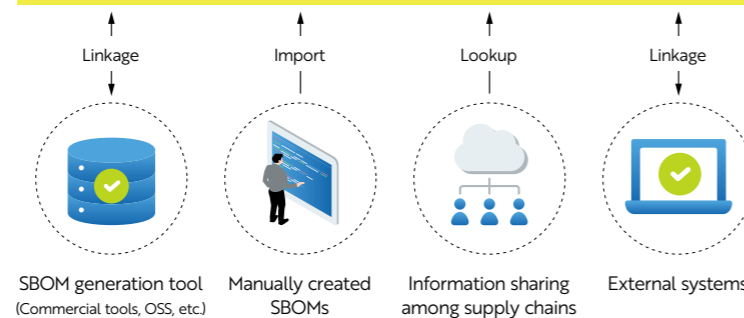 Linkage
Import
Lookup
Linkage
SBOM generation tool
(Commercial tools, OSS, etc.)
Manually created
SBOMs
Information sharing
among supply chains
External systems